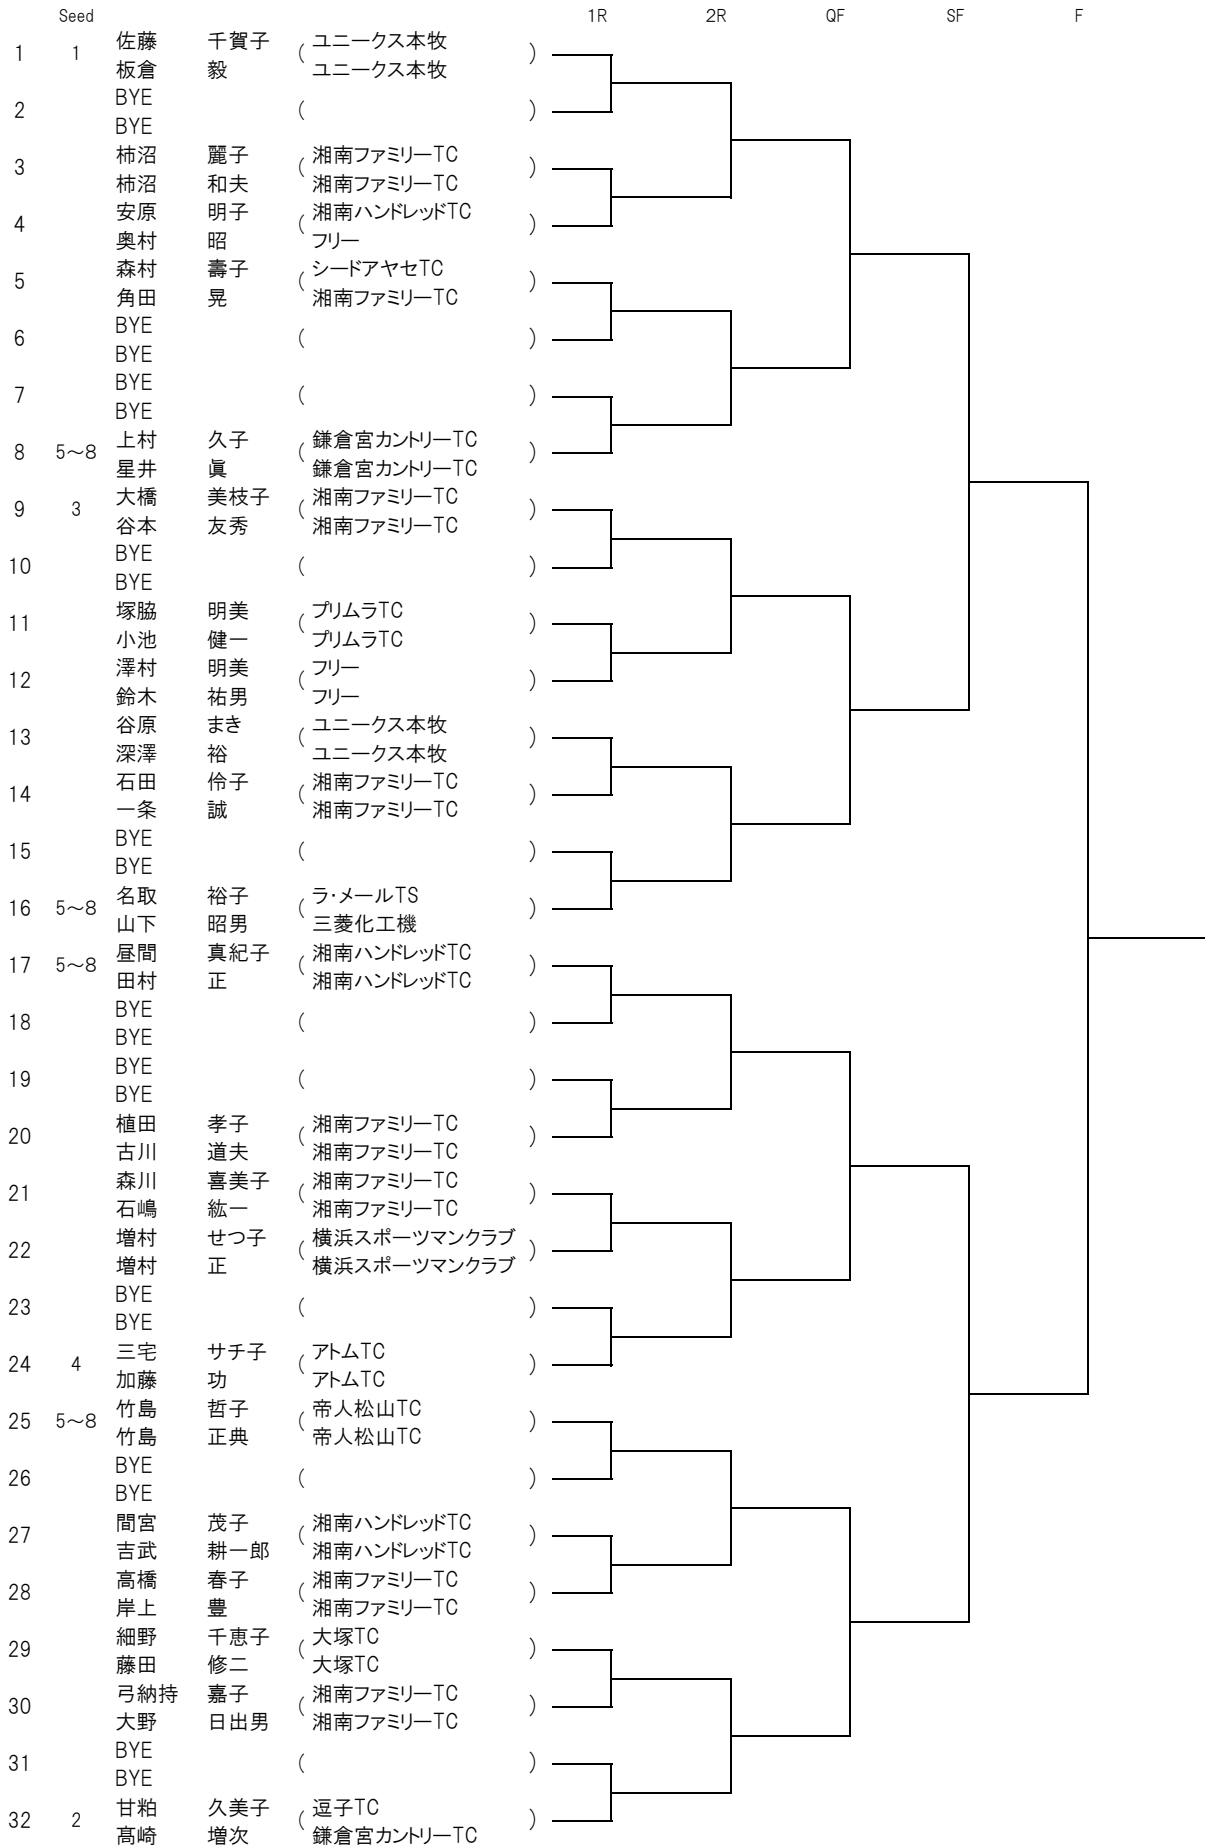 Seed 1R 2R QF SF F
1 1 佐藤 千賀子 ( ユニークス本牧 )
板倉 毅 ユニークス本牧
2 BYE ( )
BYE
3 柿沼 麗子 ( 湘南ファミリーTC )
柿沼 和夫 湘南ファミリーTC
4 安原 明子 ( 湘南ハンドレッドTC )
奥村 昭 フリー
5 森村 壽子 ( シードアヤセTC )
角田 晃 湘南ファミリーTC
6 BYE ( )
BYE
7 BYE ( )
BYE
8 5～8 上村 久子 ( 鎌倉宮カントリーTC )
星井 眞 鎌倉宮カントリーTC
9 3 大橋 美枝子 ( 湘南ファミリーTC )
谷本 友秀 湘南ファミリーTC
10 BYE ( )
BYE
11 塚脇 明美 ( プリムラTC )
小池 健一 プリムラTC
12 澤村 明美 ( フリー )
鈴木 祐男 フリー
13 谷原 まき ( ユニークス本牧 )
深澤 裕 ユニークス本牧
14 石田 伶子 ( 湘南ファミリーTC )
一条 誠 湘南ファミリーTC
15 BYE ( )
BYE
16 5～8 名取 裕子 ( ラ・メールTS )
山下 昭男 三菱化工機
17 5～8 昼間 真紀子 ( 湘南ハンドレッドTC )
田村 正 湘南ハンドレッドTC
18 BYE ( )
BYE
19 BYE ( )
BYE
20 植田 孝子 ( 湘南ファミリーTC )
古川 道夫 湘南ファミリーTC
21 森川 喜美子 ( 湘南ファミリーTC )
石嶋 紘一 湘南ファミリーTC
22 増村 せつ子 ( 横浜スポーツマンクラブ )
増村 正 横浜スポーツマンクラブ
23 BYE ( )
BYE
24 4 三宅 サチ子 ( アトムTC )
加藤 功 アトムTC
25 5～8 竹島 哲子 ( 帝人松山TC )
竹島 正典 帝人松山TC
26 BYE ( )
BYE
27 間宮 茂子 ( 湘南ハンドレッドTC )
吉武 耕一郎 湘南ハンドレッドTC
28 高橋 春子 ( 湘南ファミリーTC )
岸上 豊 湘南ファミリーTC
29 細野 千恵子 ( 大塚TC )
藤田 修二 大塚TC
30 弓納持 嘉子 ( 湘南ファミリーTC )
大野 日出男 湘南ファミリーTC
31 BYE ( )
BYE
32 2 甘粕 久美子 ( 逗子TC )
髙崎 増次 鎌倉宮カントリーTC